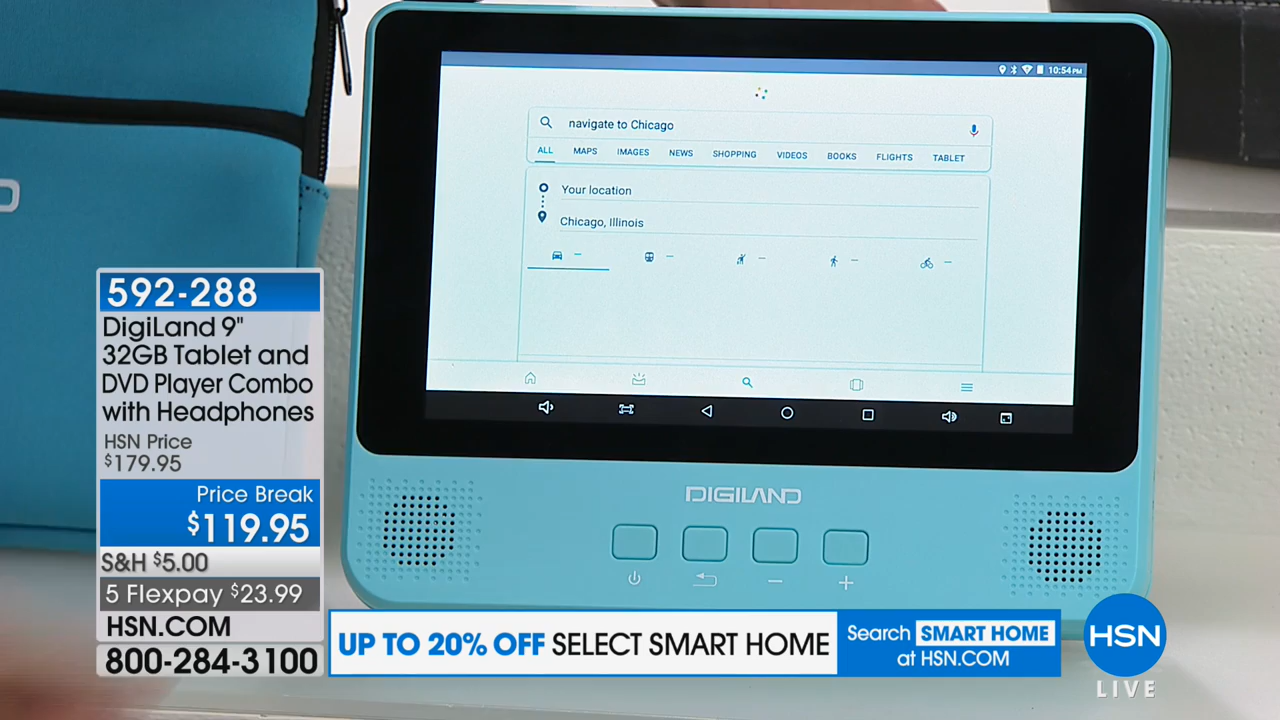 10:54 PM
navigate to Chicago
ALL MAPS IMAGES NEWS SHOPPING VIDEOS BOOKS FLIGHTS TABLET
Your location
Chicago, Illinois
DIGILAND
592-288
DigiLand 9"
32GB Tablet and
DVD Player Combo
with Headphones
HSN Price
$179.95
Price Break
$119.95
S&H $5.00
5 Flexpay $23.99
HSN.COM
800-284-3100
UP TO 20% OFF SELECT SMART HOME
Search SMART HOME
at HSN.COM
HSN
LIVE